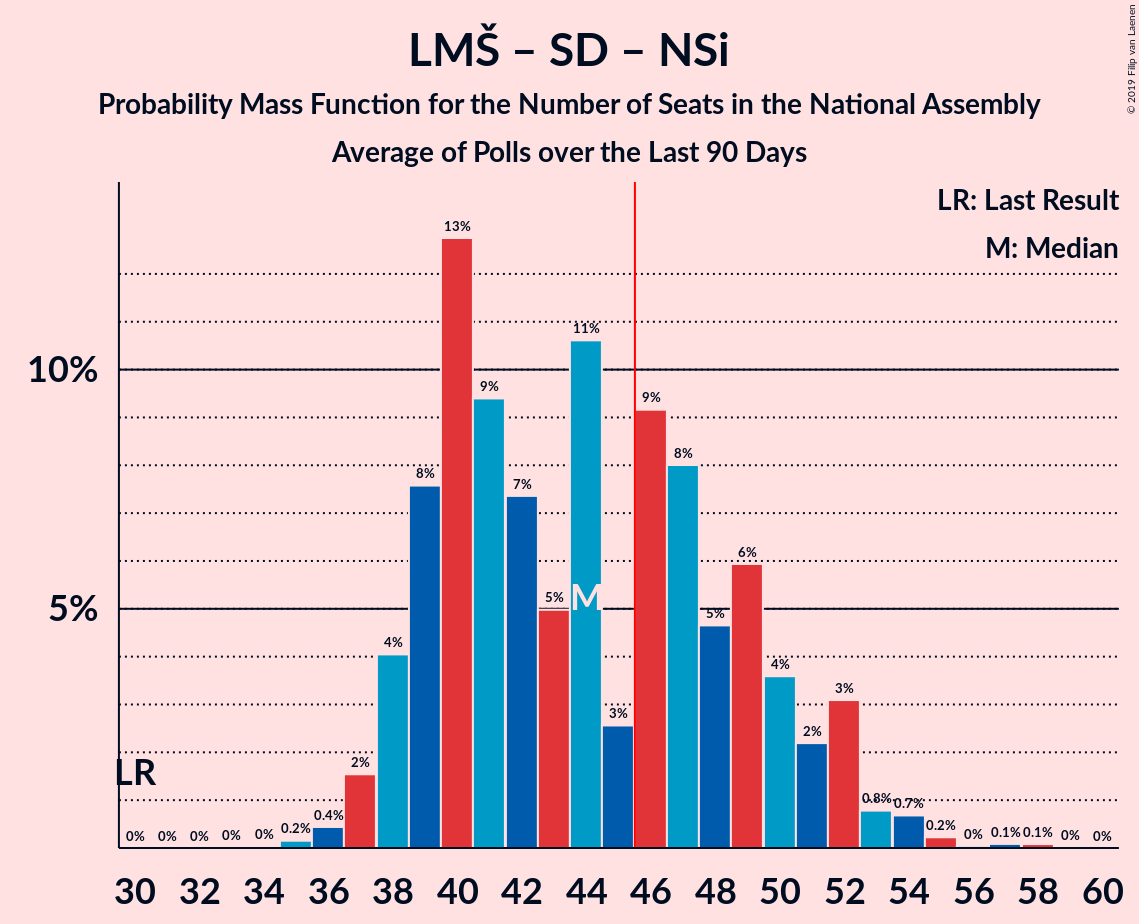 LMŠ – SD – NSi
Probability Mass Function for the Number of Seats in the National Assembly
Average of Polls over the Last 90 Days
© 2019 Filip van Laenen
LR: Last Result
M: Median
10%
5%
LR
M
0% 0% 0% 0% 0% 0.2% 0.4% 2% 4% 8% 13% 9% 7% 5% 11% 3% 9% 8% 5% 6% 4% 2% 3% 0.8% 0.7% 0.2% 0% 0.1% 0.1% 0% 0%
30 32 34 36 38 40 42 44 46 48 50 52 54 56 58 60